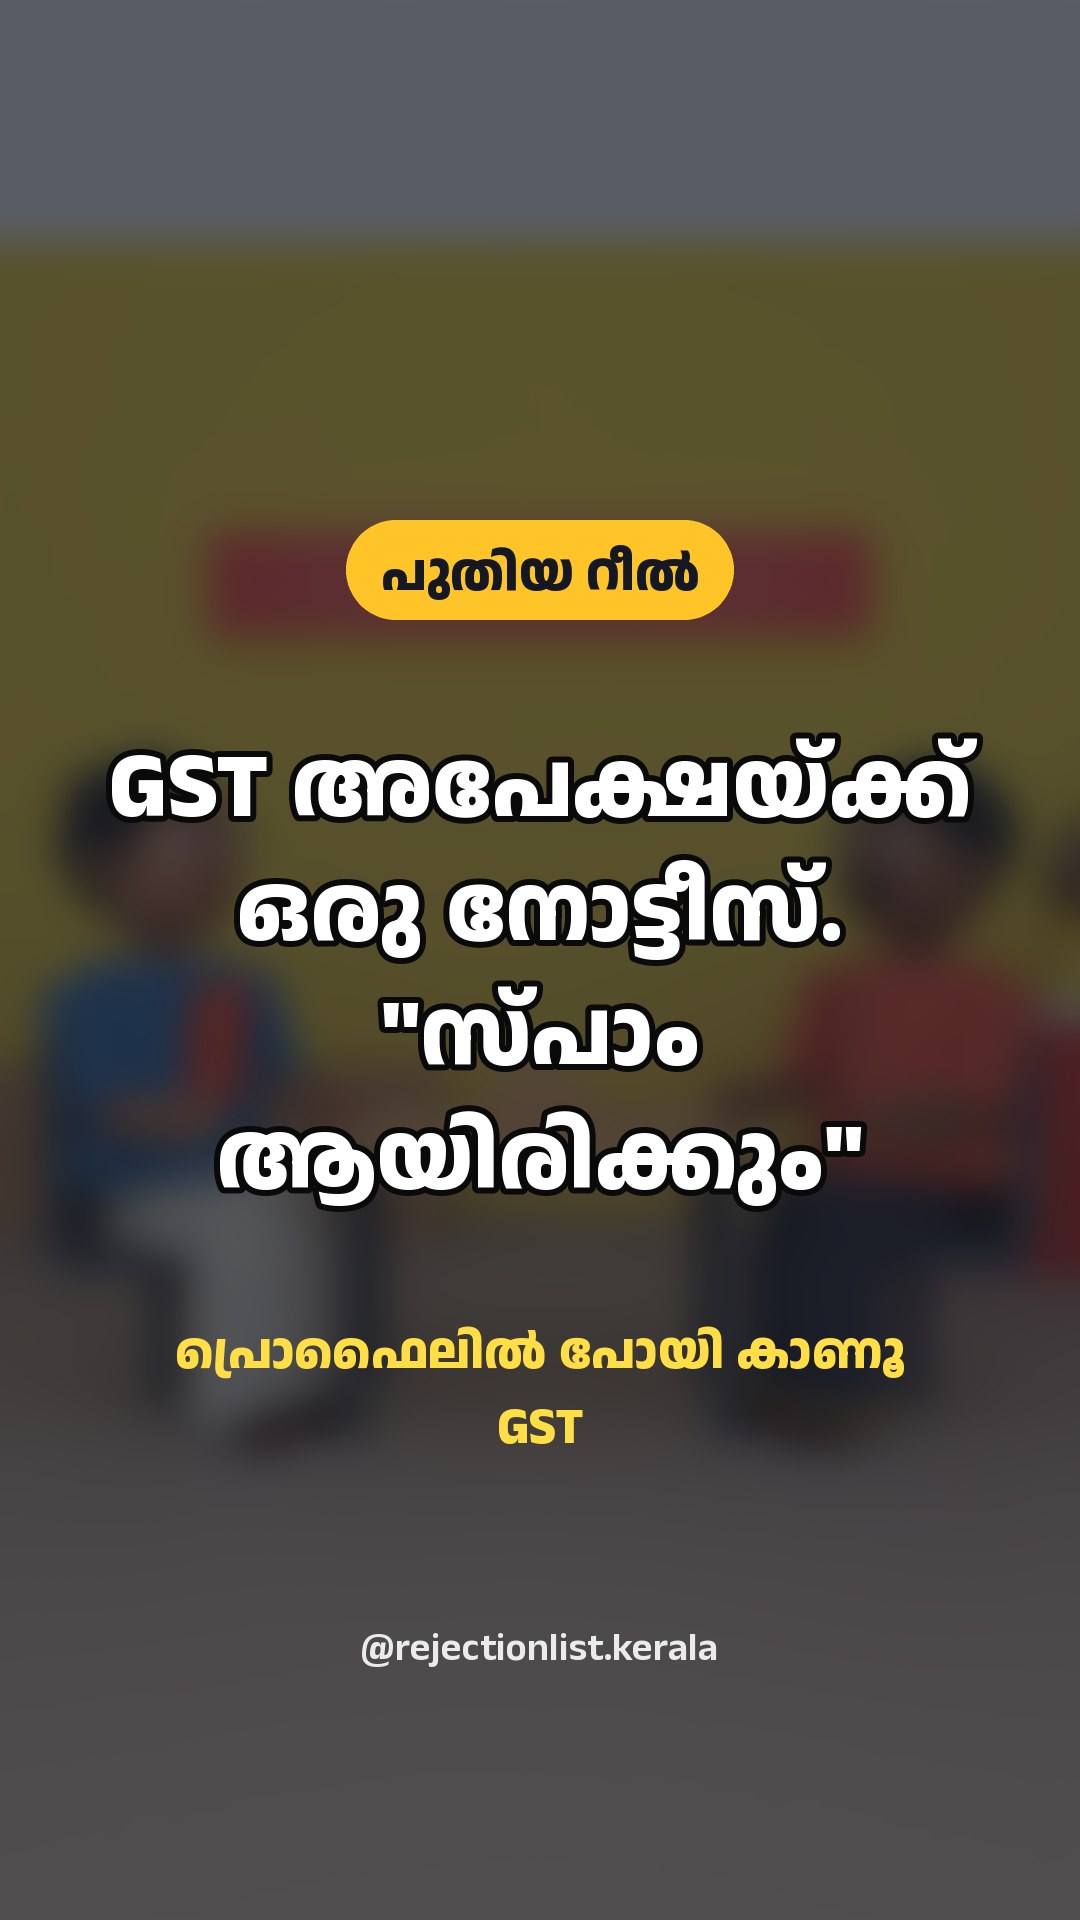 പുതിയ റീൽ
GST അപേക്ഷയ്ക്ക്
ഒരു നോട്ടീസ്.
"സ്പാം
ആയിരിക്കും"
പ്രൊഫൈലിൽ പോയി കാണൂ
GST
@rejectionlist.kerala